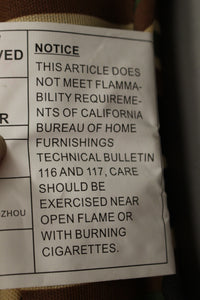 VED
R
ZHOU
NOTICE
THIS ARTICLE DOES
NOT MEET FLAMMA-
BILITY REQUIREME-
NTS OF CALIFORNIA
BUREAU OF HOME
FURNISHINGS
TECHNICAL BULLETIN
116 AND 117, CARE
SHOULD BE
EXERCISED NEAR
OPEN FLAME OR
WITH BURNING
CIGARETTES.